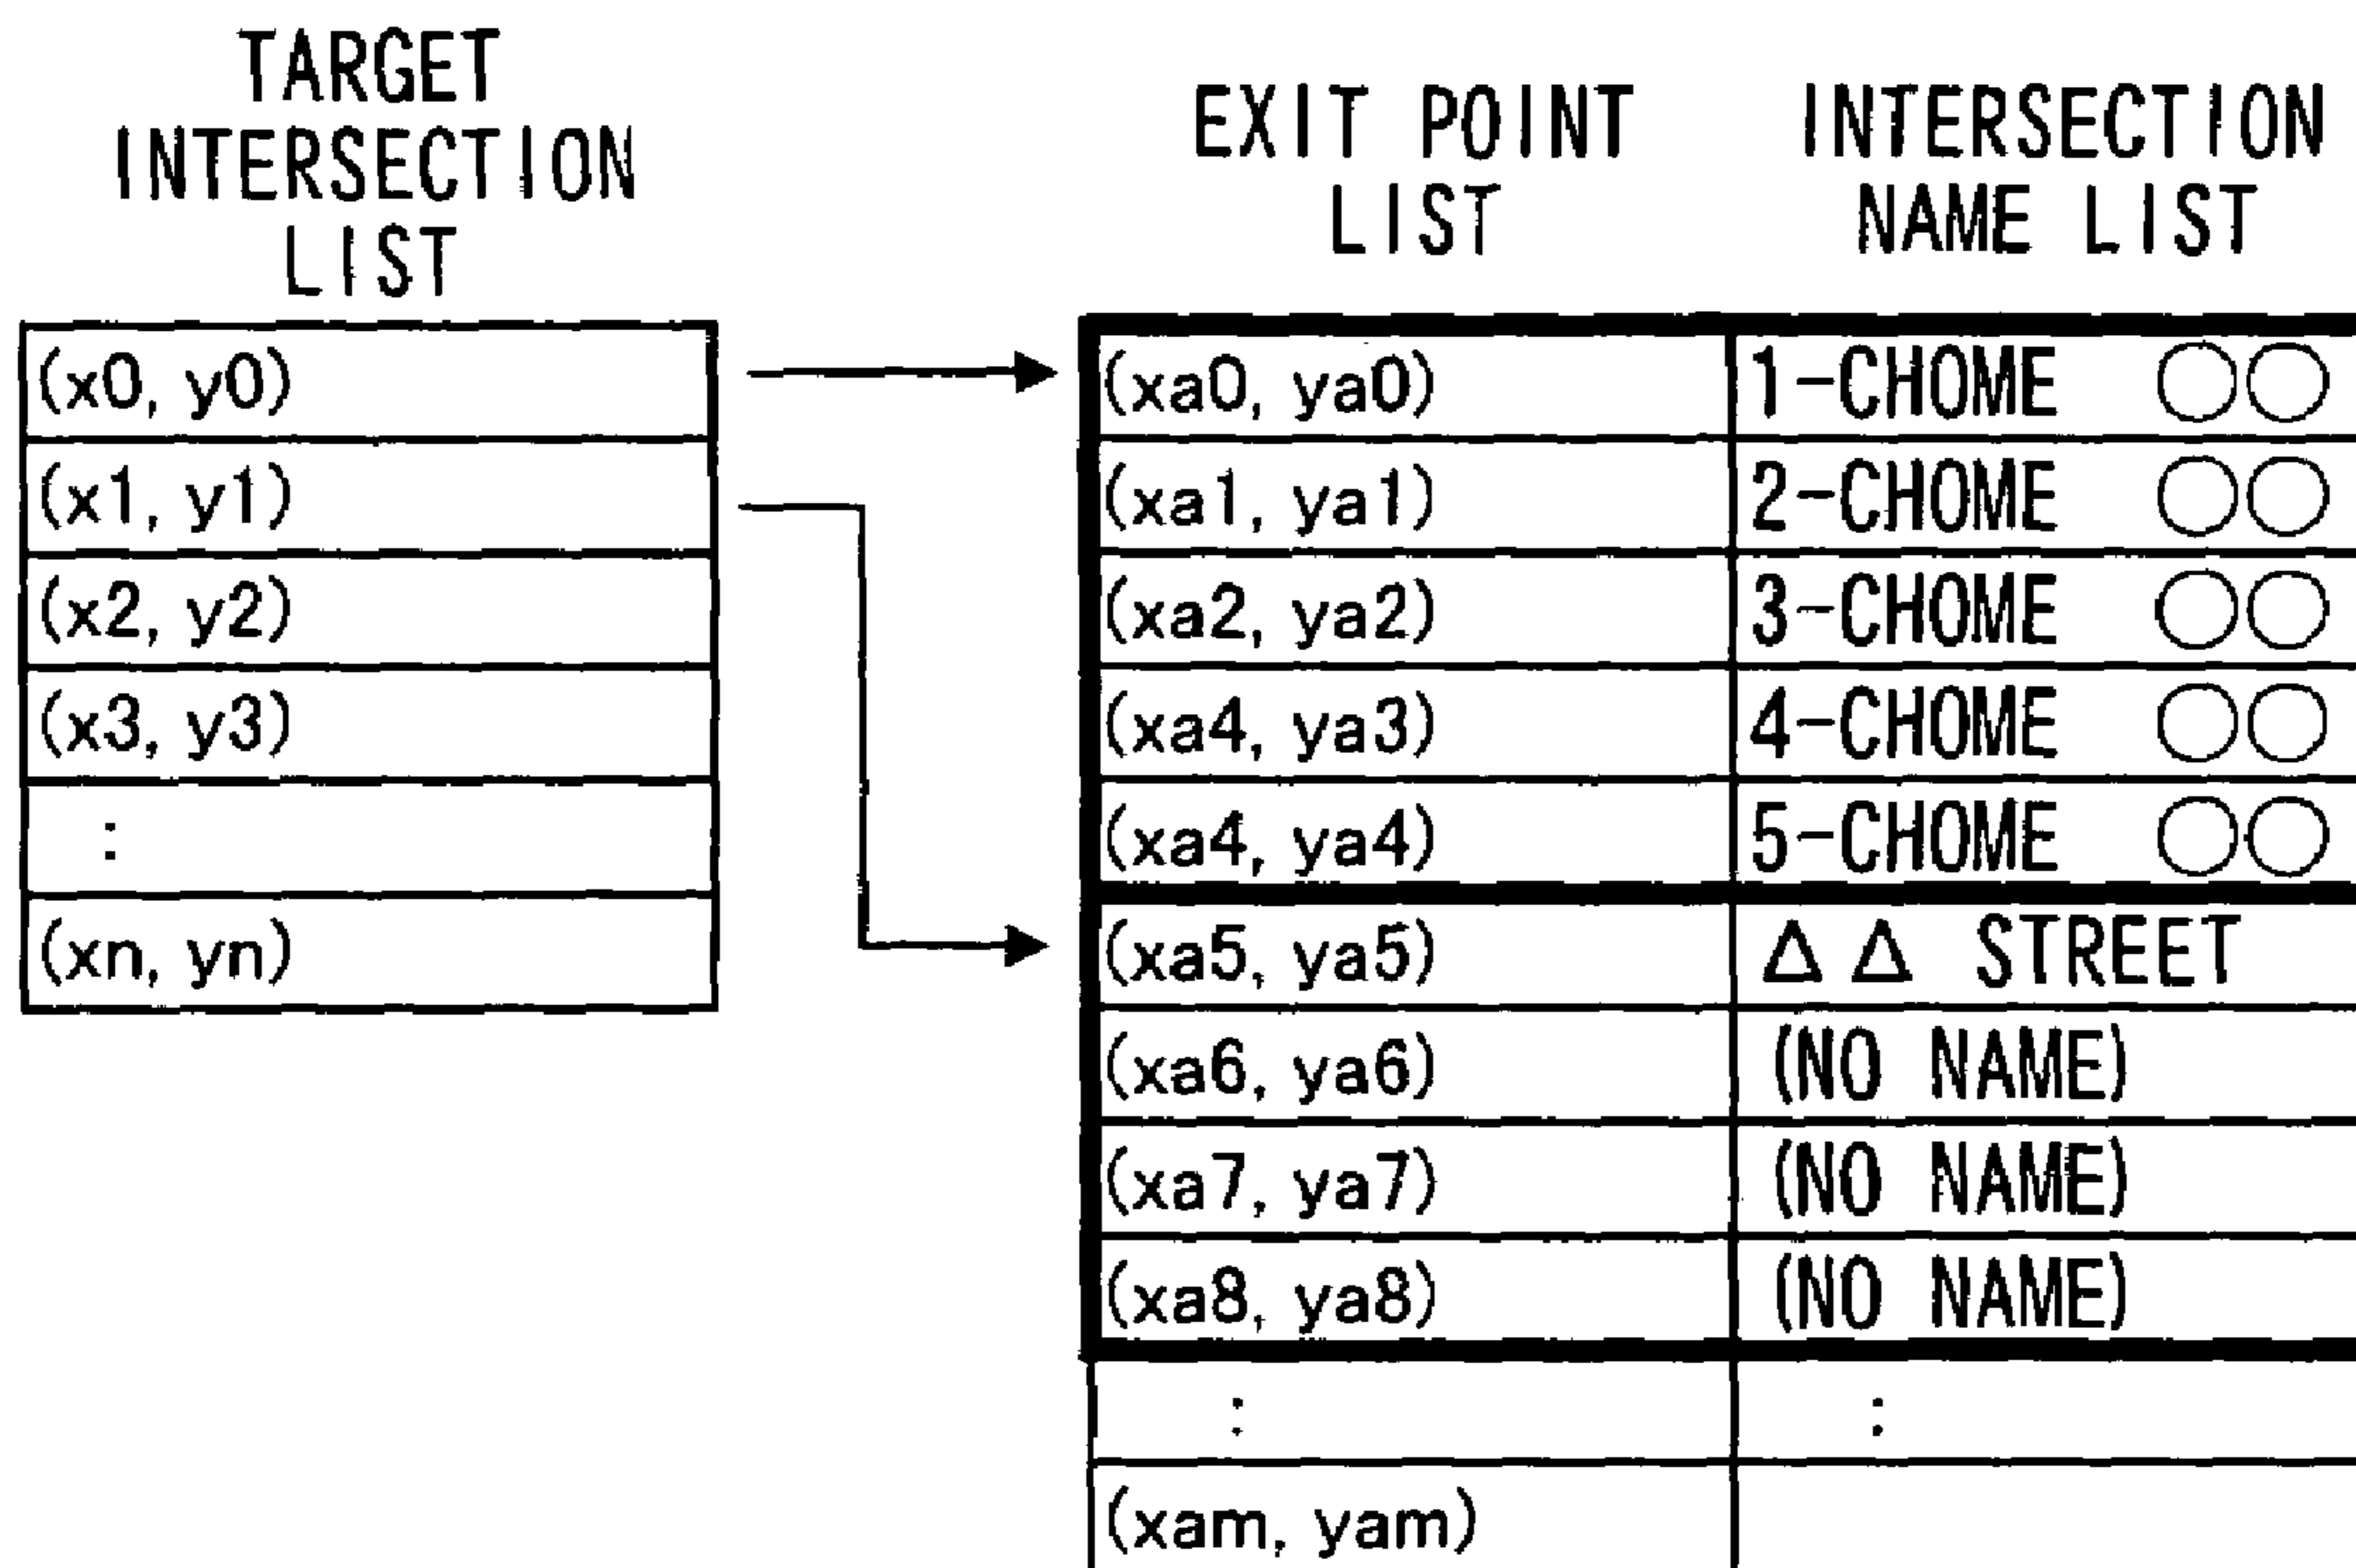 TARGET
INTERSECTION
LIST
(x0, y0)
(x1, y1)
(x2, y2)
(x3, y3)
:
(xn, yn)
EXIT POINT
LIST
INTERSECTION
NAME LIST
(xa0, ya0) 1-CHOME ○○
(xa1, ya1) 2-CHOME ○○
(xa2, ya2) 3-CHOME ○○
(xa4, ya3) 4-CHOME ○○
(xa4, ya4) 5-CHOME ○○
(xa5, ya5) △△ STREET
(xa6, ya6) (NO NAME)
(xa7, ya7) (NO NAME)
(xa8, ya8) (NO NAME)
: :
(xam, yam)